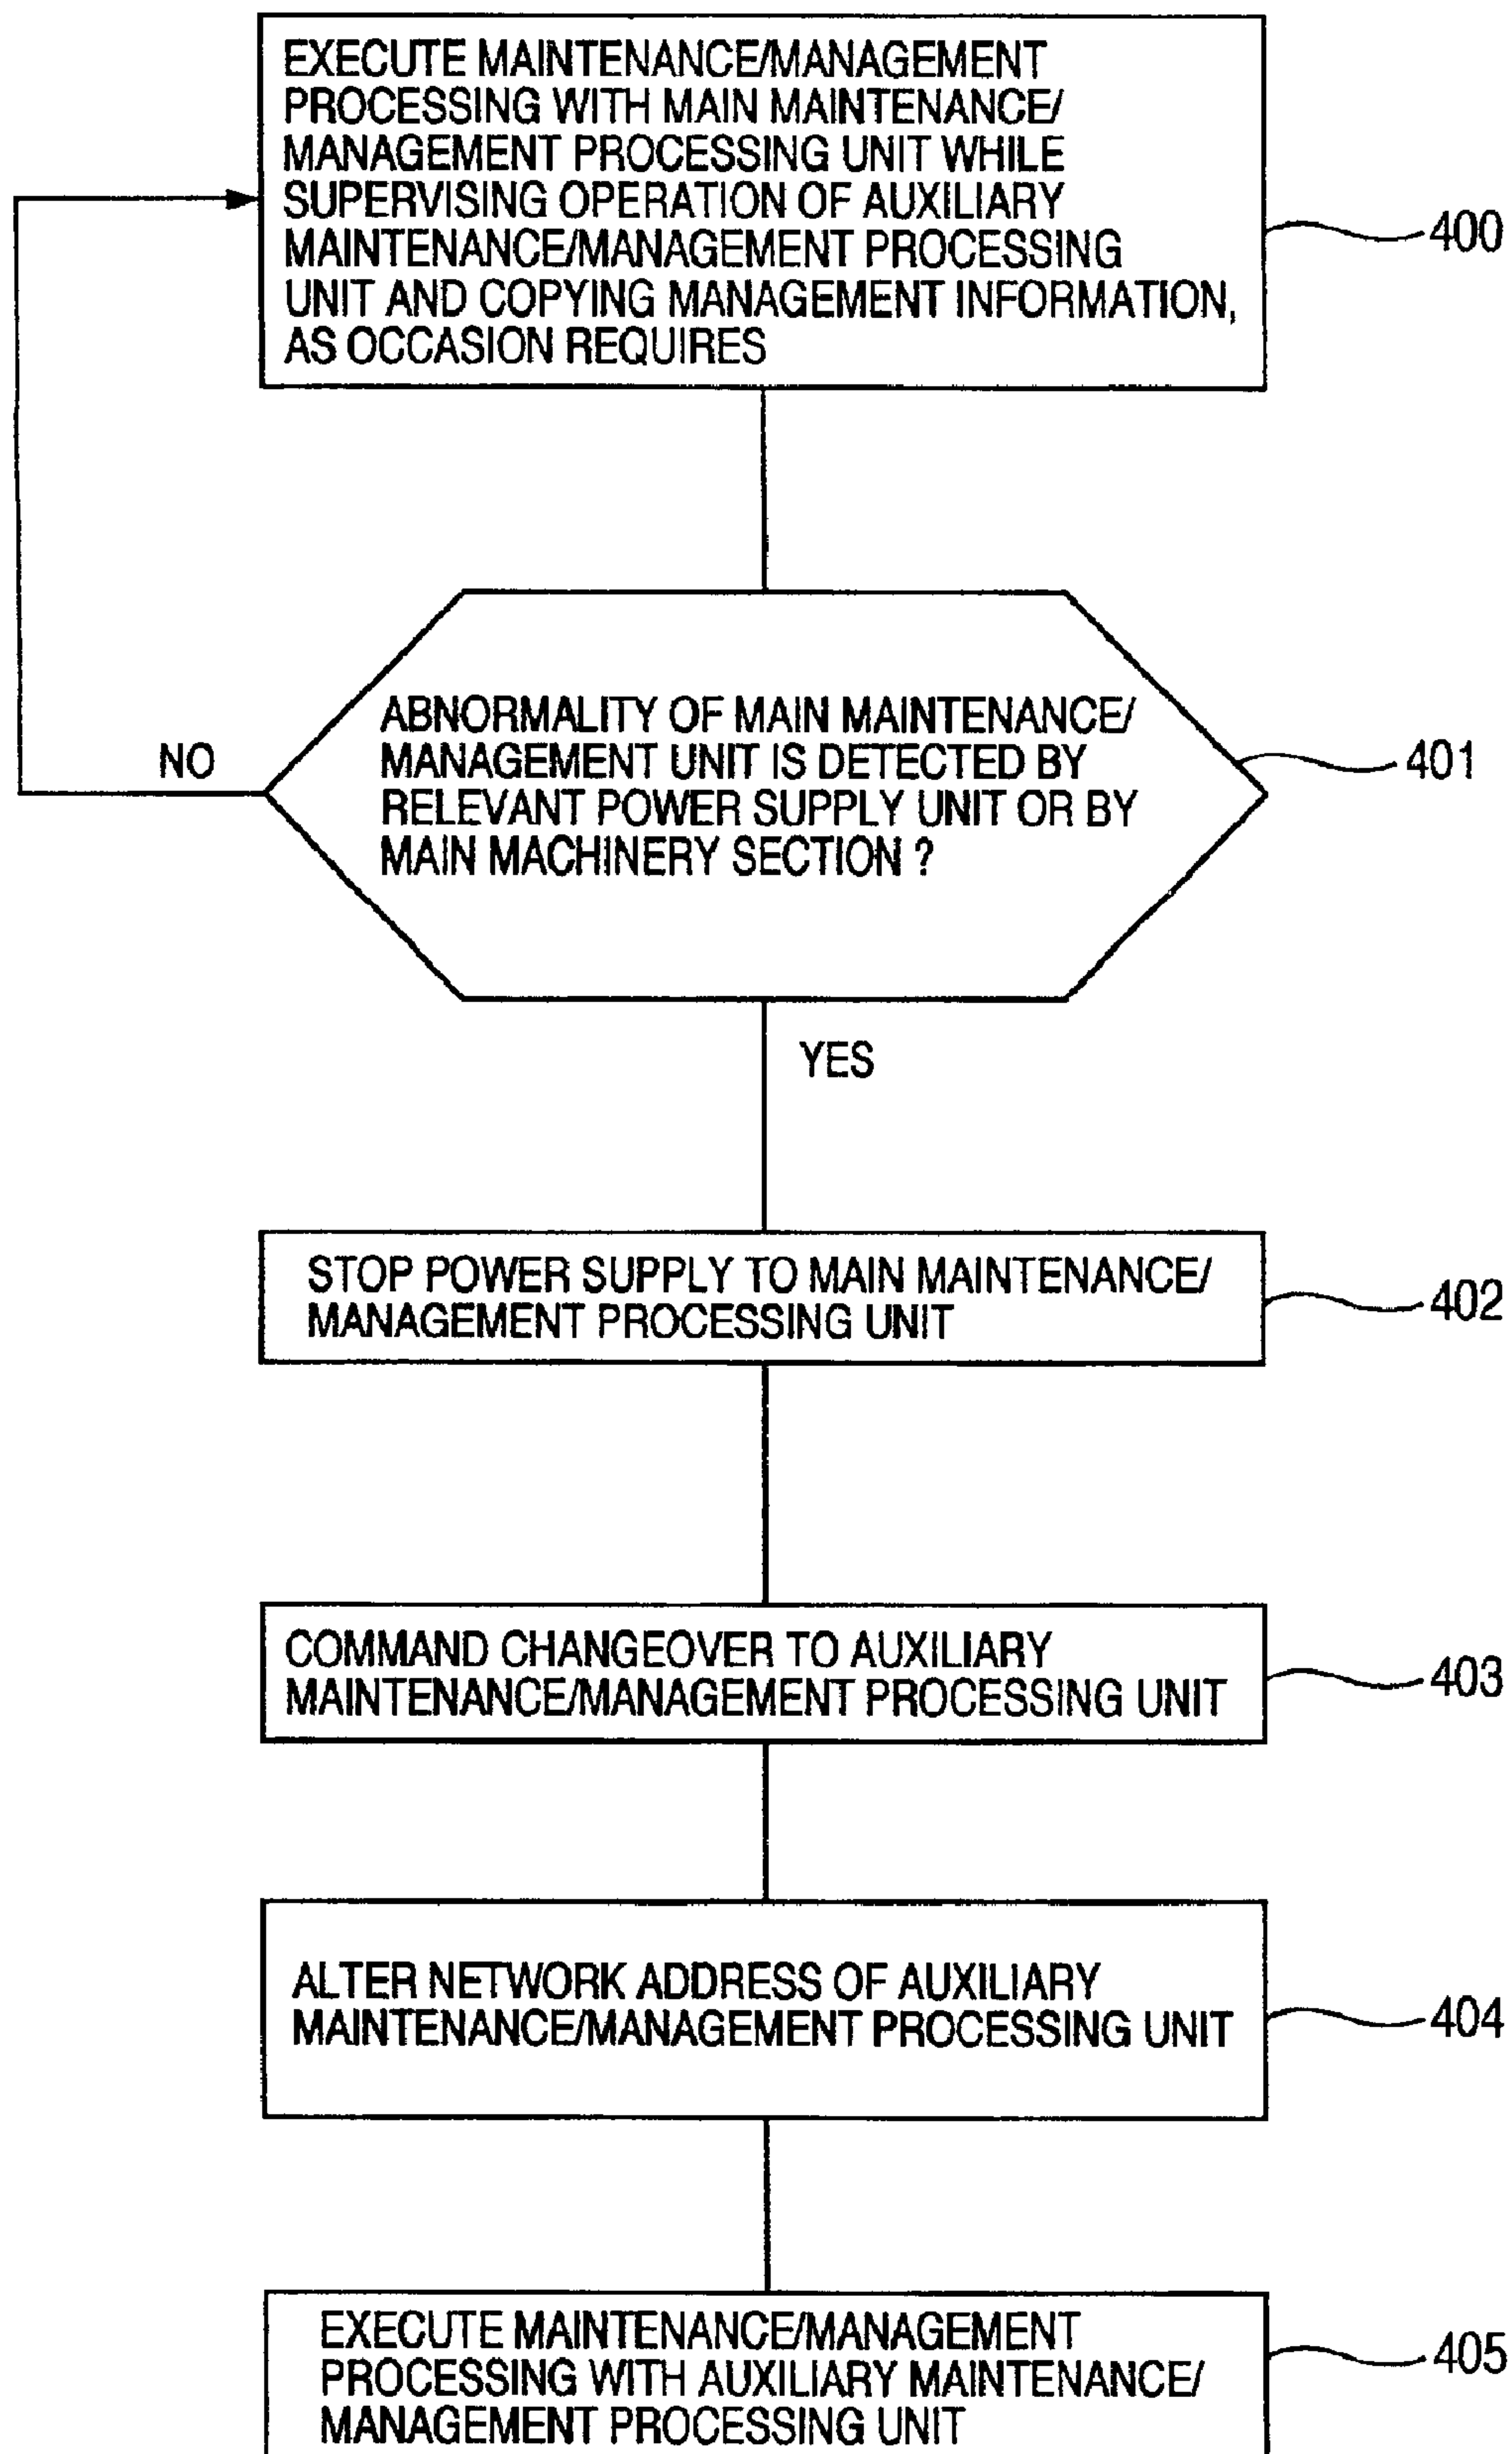 EXECUTE MAINTENANCE/MANAGEMENT
PROCESSING WITH MAIN MAINTENANCE/
MANAGEMENT PROCESSING UNIT WHILE
SUPERVISING OPERATION OF AUXILIARY
MAINTENANCE/MANAGEMENT PROCESSING
UNIT AND COPYING MANAGEMENT INFORMATION,
AS OCCASION REQUIRES
400
ABNORMALITY OF MAIN MAINTENANCE/
MANAGEMENT UNIT IS DETECTED BY
RELEVANT POWER SUPPLY UNIT OR BY
MAIN MACHINERY SECTION ?
401
NO
YES
STOP POWER SUPPLY TO MAIN MAINTENANCE/
MANAGEMENT PROCESSING UNIT
402
COMMAND CHANGEOVER TO AUXILIARY
MAINTENANCE/MANAGEMENT PROCESSING UNIT
403
ALTER NETWORK ADDRESS OF AUXILIARY
MAINTENANCE/MANAGEMENT PROCESSING UNIT
404
EXECUTE MAINTENANCE/MANAGEMENT
PROCESSING WITH AUXILIARY MAINTENANCE/
MANAGEMENT PROCESSING UNIT
405